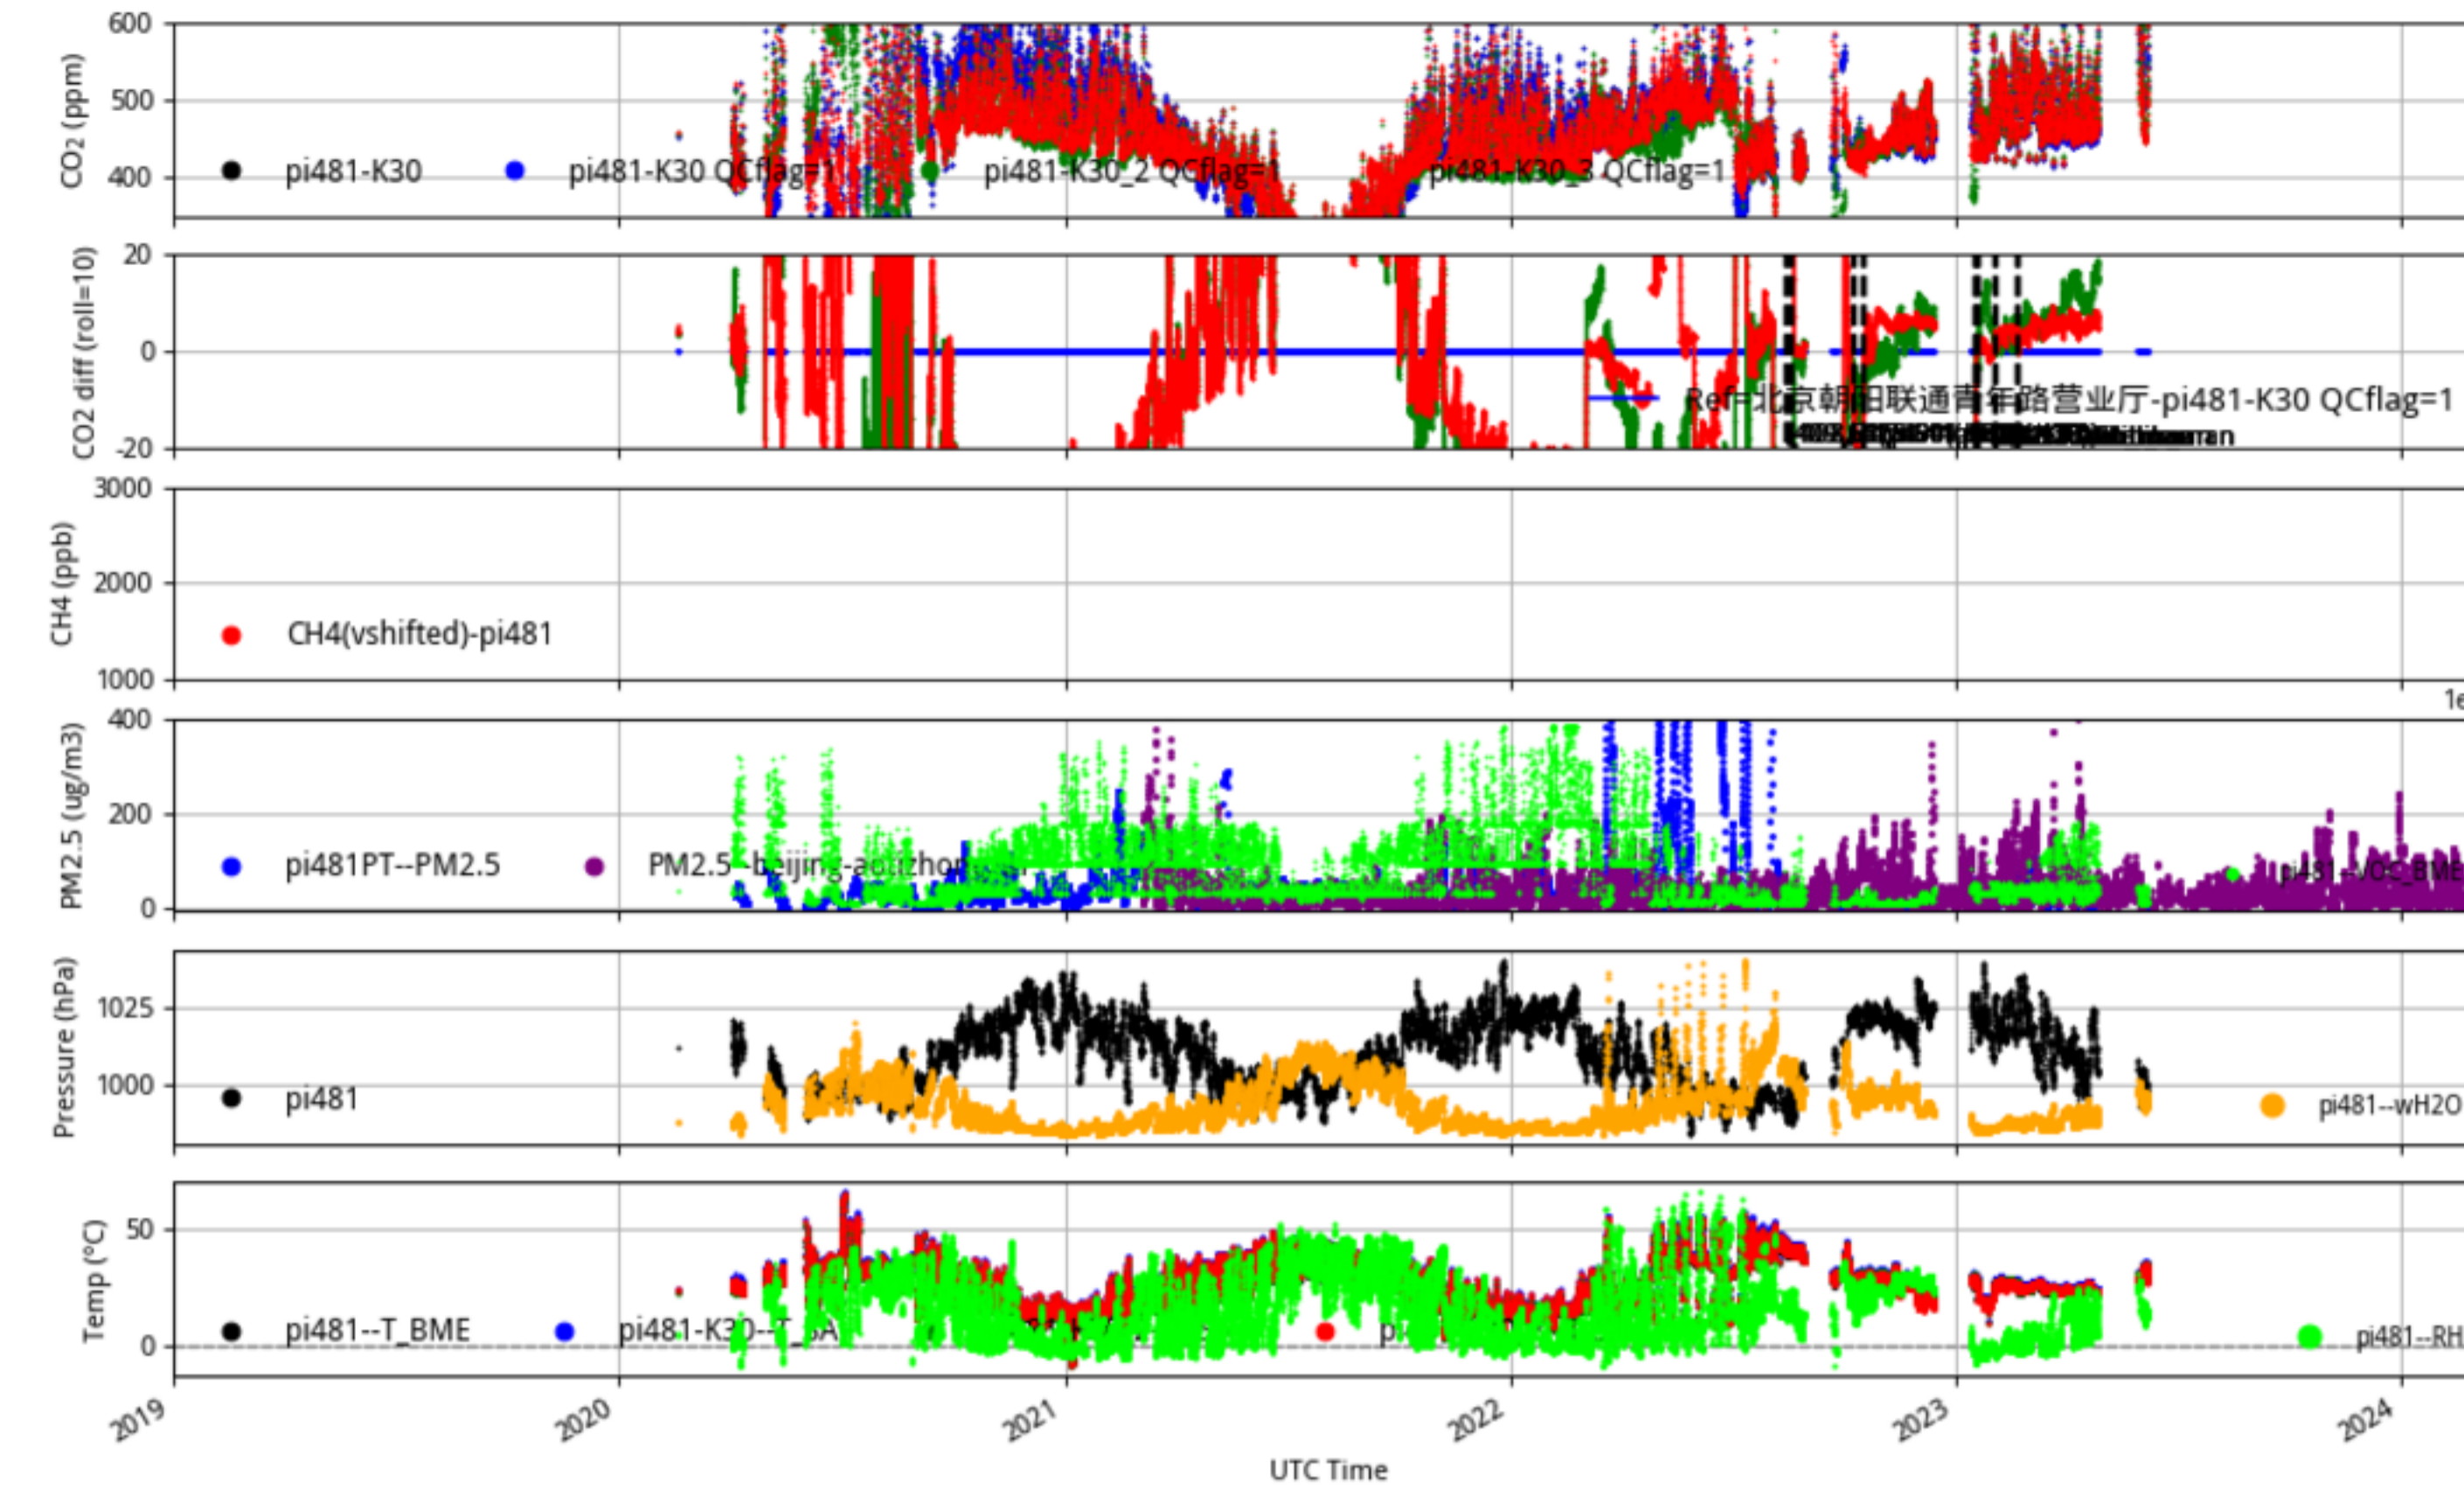 600
CO2 (ppm)
500
400
pi481-K30
pi481-K30 QCflag=1
pi481-K30_2 QCflag=1
pi481-K30_3 QCflag=1
20
CO2 diff (roll=10)
0
-20
Ref=北京朝阳联通青年路营业厅-pi481-K30 QCflag=1
3000
CH4 (ppb)
2000
1000
CH4(vshifted)-pi481
1e
400
PM2.5 (ug/m3)
200
0
pi481PT--PM2.5
pi481--VOC_BME
Pressure (hPa)
1025
1000
pi481
pi481--wH2O
Temp (°C)
50
0
pi481--T_BME
pi481--RH
2019
2020
2021
2022
2023
2024
UTC Time